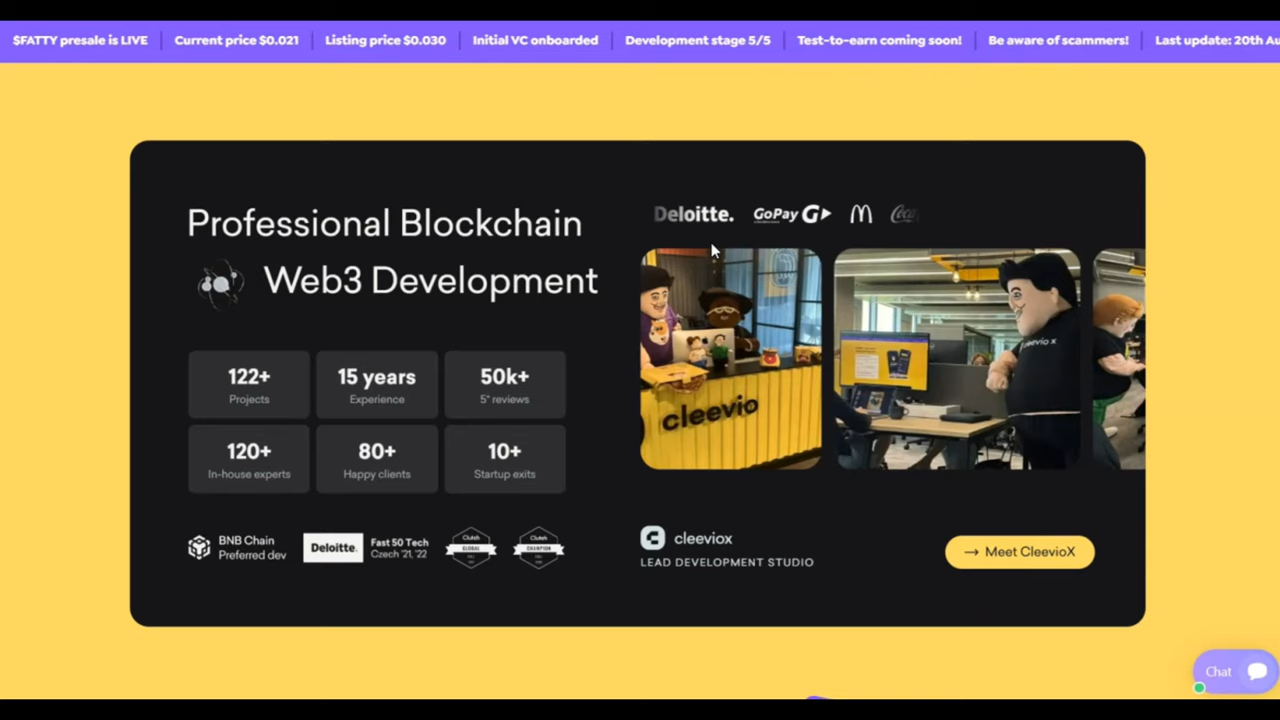 $FATTY presale is LIVE
Current price $0.021
Listing price $0.030
Initial VC onboarded
Development stage 5/5
Test-to-earn coming soon!
Be aware of scammers!
Last update: 20th Au
Professional Blockchain
Web3 Development
122+
Projects
15 years
Experience
50k+
5* reviews
120+
In-house experts
80+
Happy clients
10+
Startup exits
BNB Chain
Preferred dev
Deloitte.
Fast 50 Tech
Czech '21, '22
Clutch
GLOBAL
Clutch
CHAMPION
Deloitte.
GoPay
cleevio
cleevio x
cleeviox
LEAD DEVELOPMENT STUDIO
→ Meet CleevioX
Chat